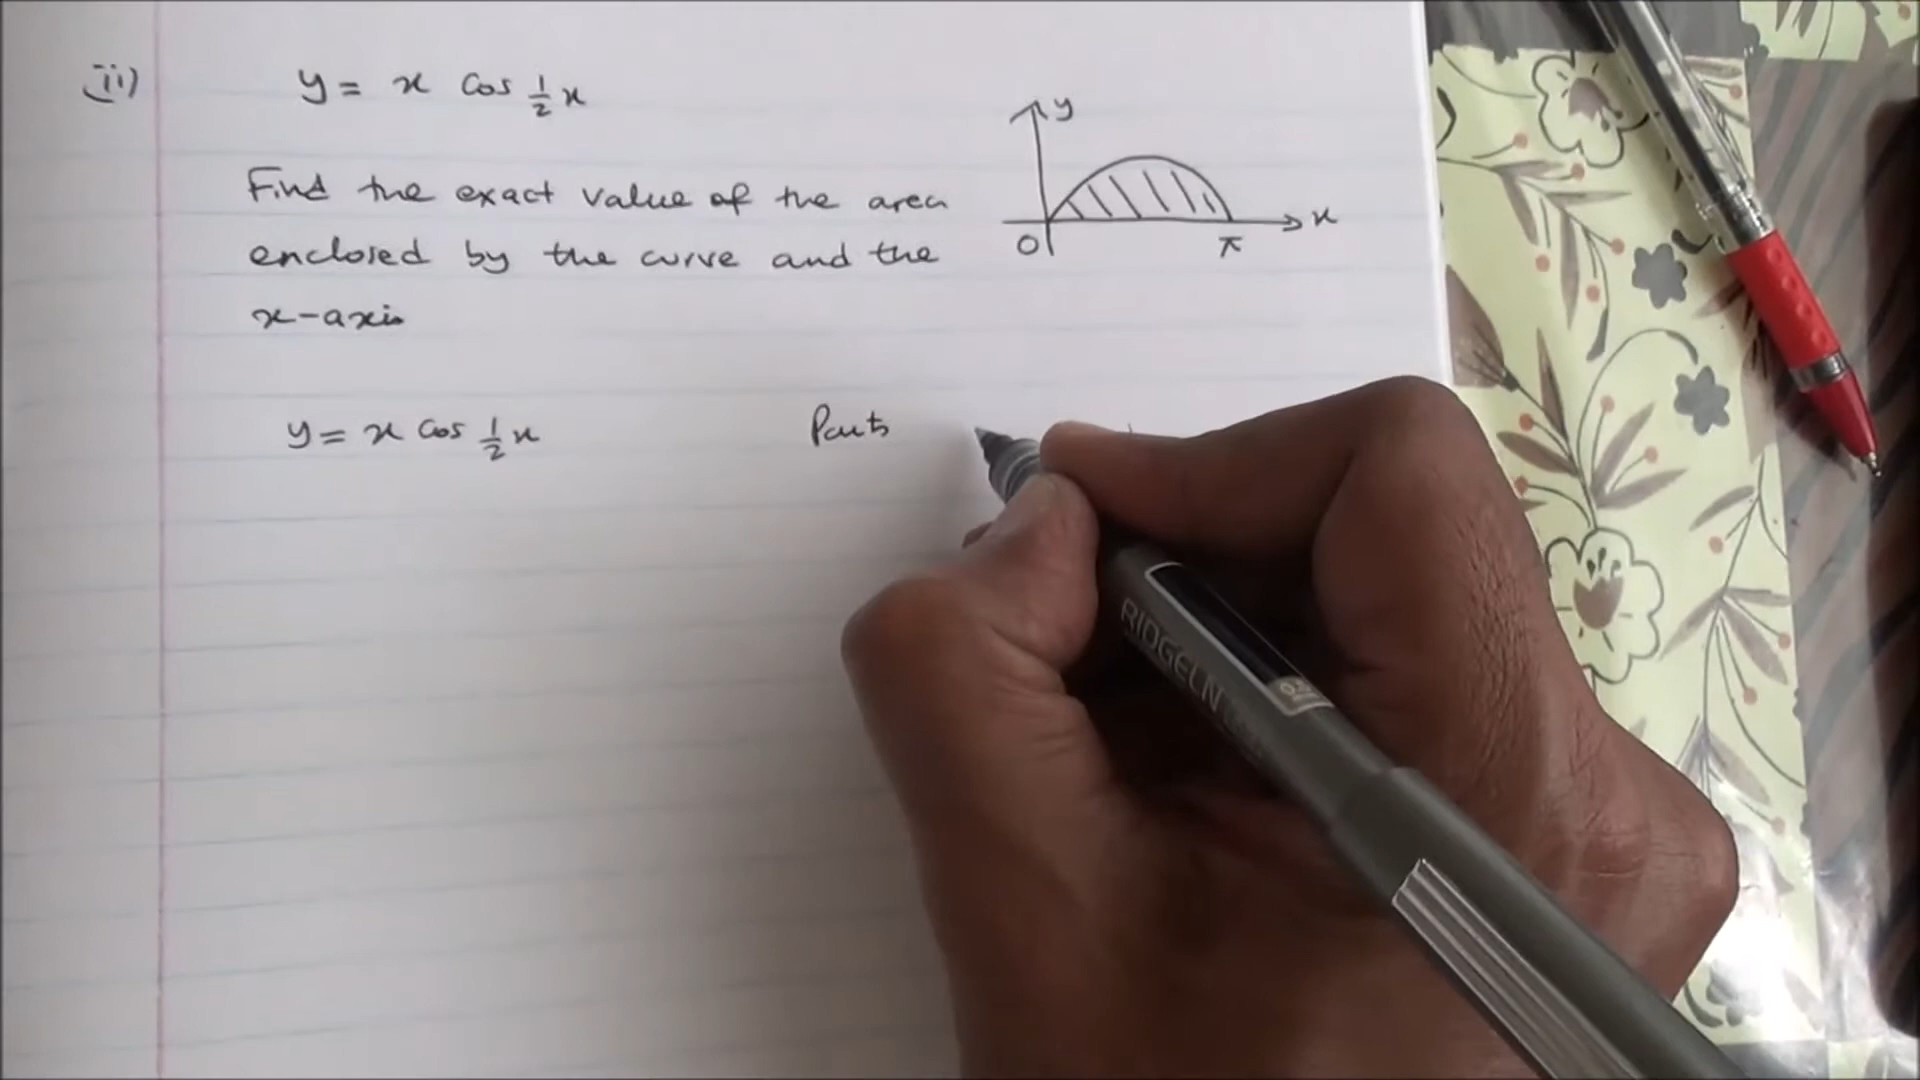 (ii) y = x cos ½x
Find the exact value of the area
enclosed by the curve and the
x-axis
y
0 π x
y = x cos ½x Parts
RIDGELN